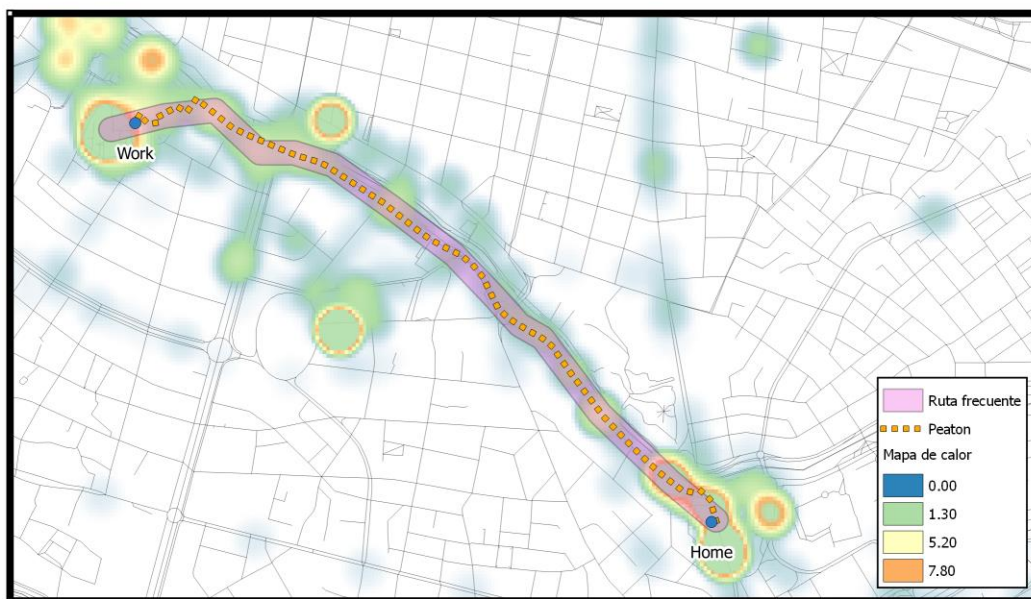 Work
Home
Ruta frecuente
Peaton
Mapa de calor
0.00
1.30
5.20
7.80